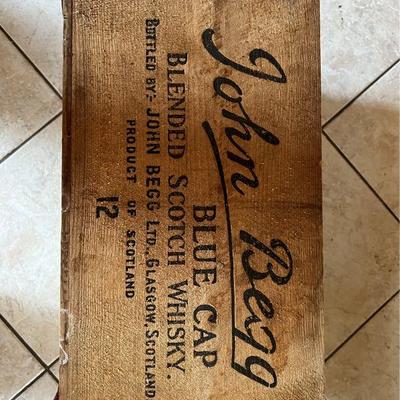 John Begg
BLUE CAP
BLENDED SCOTCH WHISKY
BOTTLED BY:- JOHN BEGG LTD., GLASGOW, SCOTLAND
PRODUCT OF SCOTLAND
12